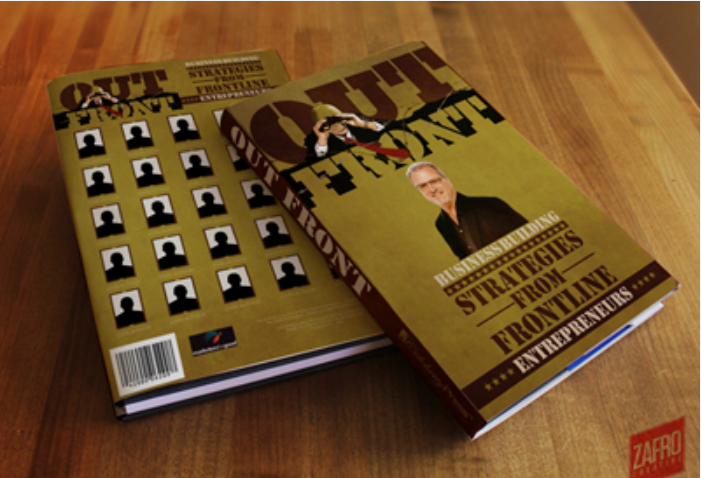 OUT
FRONT
BUSINESS BUILDING
STRATEGIES
FROM
FRONTLINE
ENTREPRENEURS
OUT FRONT
OUT
FRONT
BUSINESS BUILDING
STRATEGIES
FROM
FRONTLINE
ENTREPRENEURS
ZAFRO